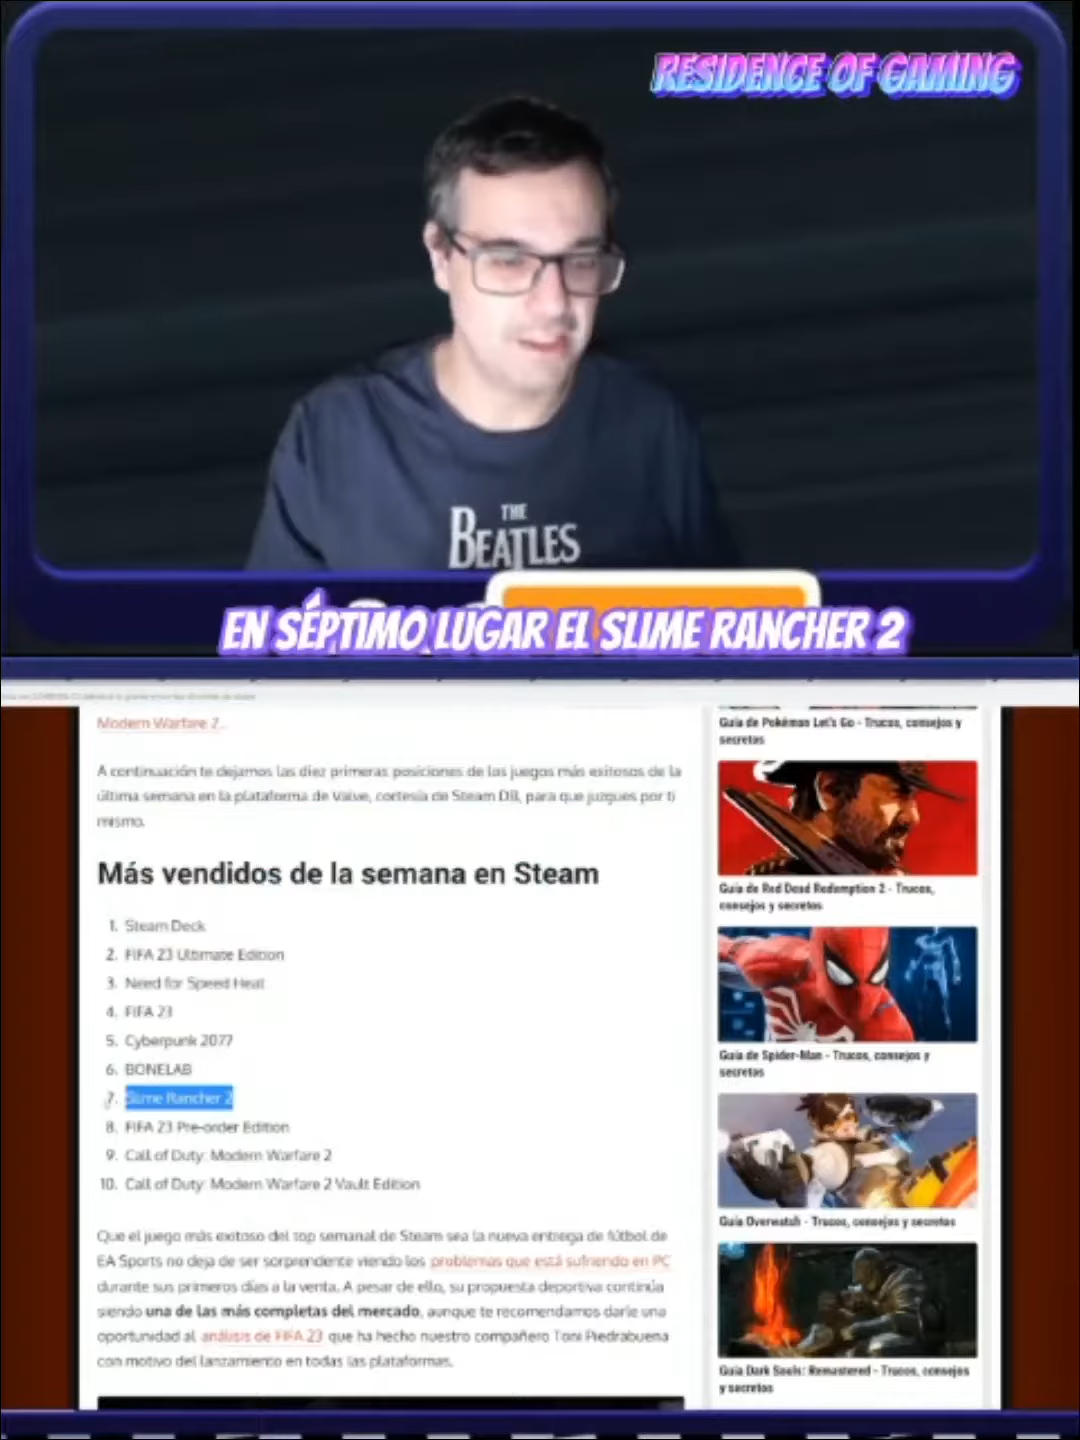 RESIDENCE OF GAMING
THE
BEATLES
EN SÉPTIMO LUGAR EL SLIME RANCHER 2
Modern Warfare 2.
A continuación te dejamos las diez primeras posiciones de los juegos más exitosos de la
última semana en la plataforma de Valve, cortesía de Steam DB, para que juzgues por ti
mismo.
Más vendidos de la semana en Steam
1. Steam Deck
2. FIFA 23 Ultimate Edition
3. Need for Speed Heat
4. FIFA 23
5. Cyberpunk 2077
6. BONELAB
7. Slime Rancher 2
8. FIFA 23 Pre-order Edition
9. Call of Duty: Modern Warfare 2
10. Call of Duty: Modern Warfare 2 Vault Edition
Que el juego más exitoso del top semanal de Steam sea la nueva entrega de fútbol de
EA Sports no deja de ser sorprendente viendo los problemas que está sufriendo en PC
durante sus primeros días a la venta. A pesar de ello, su propuesta deportiva continúa
siendo una de las más completas del mercado, aunque te recomendamos darle una
oportunidad al análisis de FIFA 23 que ha hecho nuestro compañero Toni Piedrabuena
con motivo del lanzamiento en todas las plataformas.
Guía de Pokémon Let's Go - Trucos, consejos y
secretos
Guía de Red Dead Redemption 2 - Trucos,
consejos y secretos
Guía de Spider-Man - Trucos, consejos y
secretos
Guía Overwatch - Trucos, consejos y secretos
Guía Dark Souls: Remastered - Trucos, consejos
y secretos